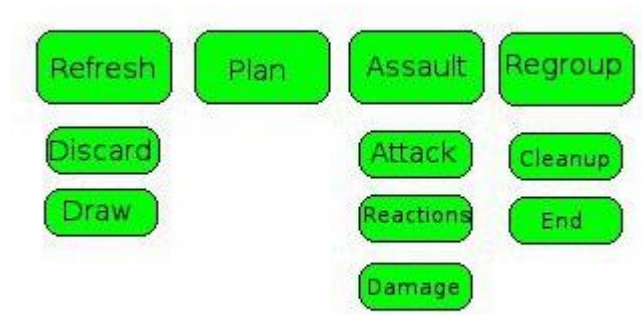 Refresh
Plan
Assault
Regroup
Discard
Attack
Cleanup
Draw
Reactions
End
Damage